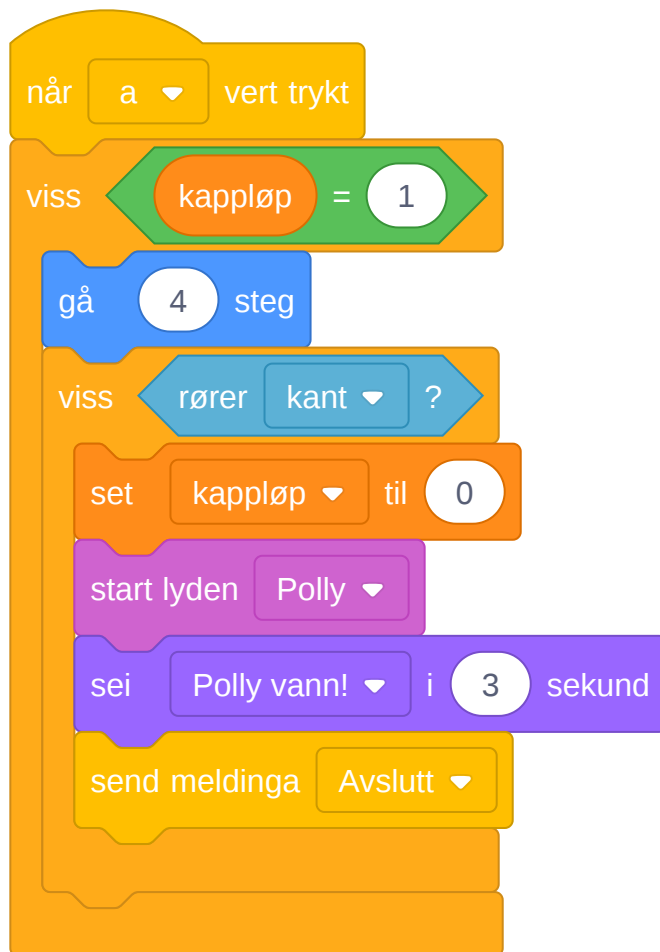 når a vert trykt
viss kappløp = 1
gå 4 steg
viss rører kant ?
set kappløp til 0
start lyden Polly
sei Polly vann! i 3 sekund
send meldinga Avslutt